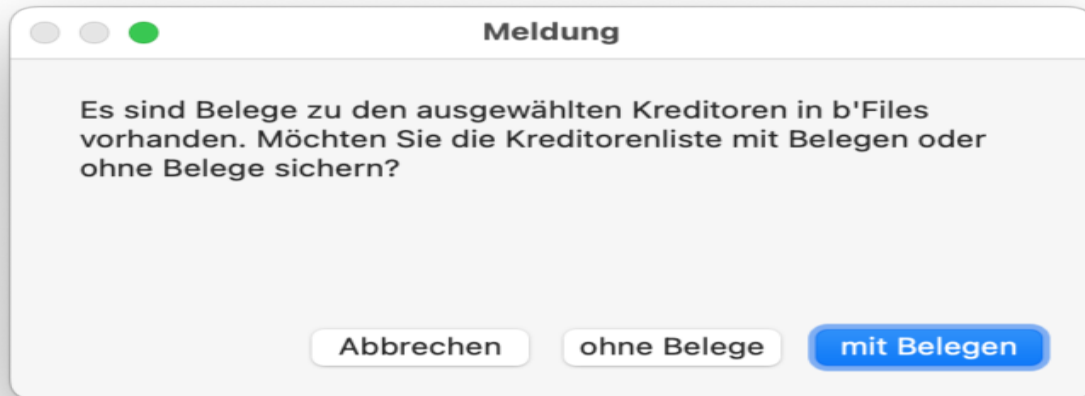 Meldung
Es sind Belege zu den ausgewählten Kreditoren in b'Files
vorhanden. Möchten Sie die Kreditorenliste mit Belegen oder
ohne Belege sichern?
Abbrechen ohne Belege mit Belegen